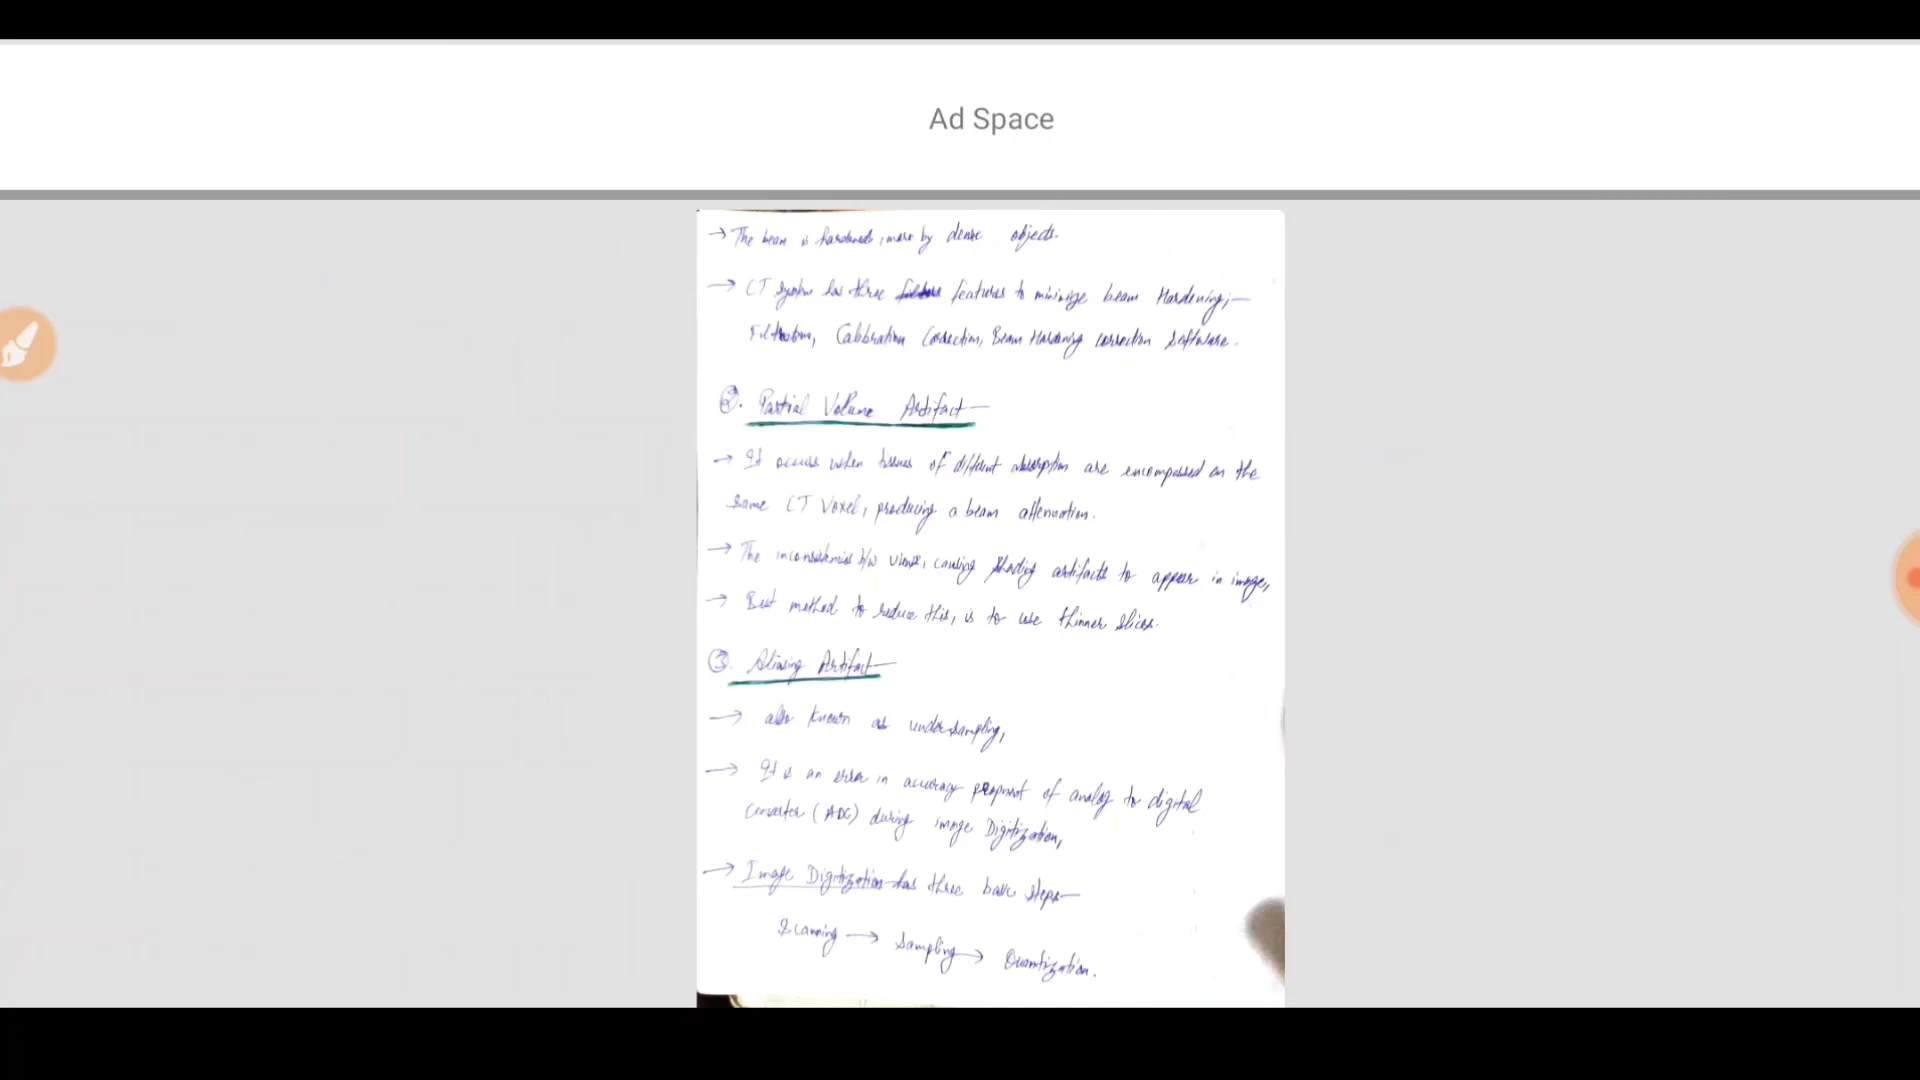 Ad Space
→ The beam is hardened, more by dense objects.
→ CT system has three features to minimize beam Hardening;—
Filtration, Calibration Correction, Beam Hardening correction Software.
②. Partial Volume Artifact—
→ It occurs when tissues of different absorption are encompassed on the
same CT Voxel, producing a beam attenuation.
→ The inconsistencies b/w views, causing shading artifacts to appear in image,
→ Best method to reduce this, is to use thinner slices.
③. Aliasing Artifact—
→ also known as undersampling,
→ It is an error in accuracy of analog to digital
converter (ADC) during image Digitization,
→ Image Digitization has three basic steps—
Scanning → Sampling → Quantization.